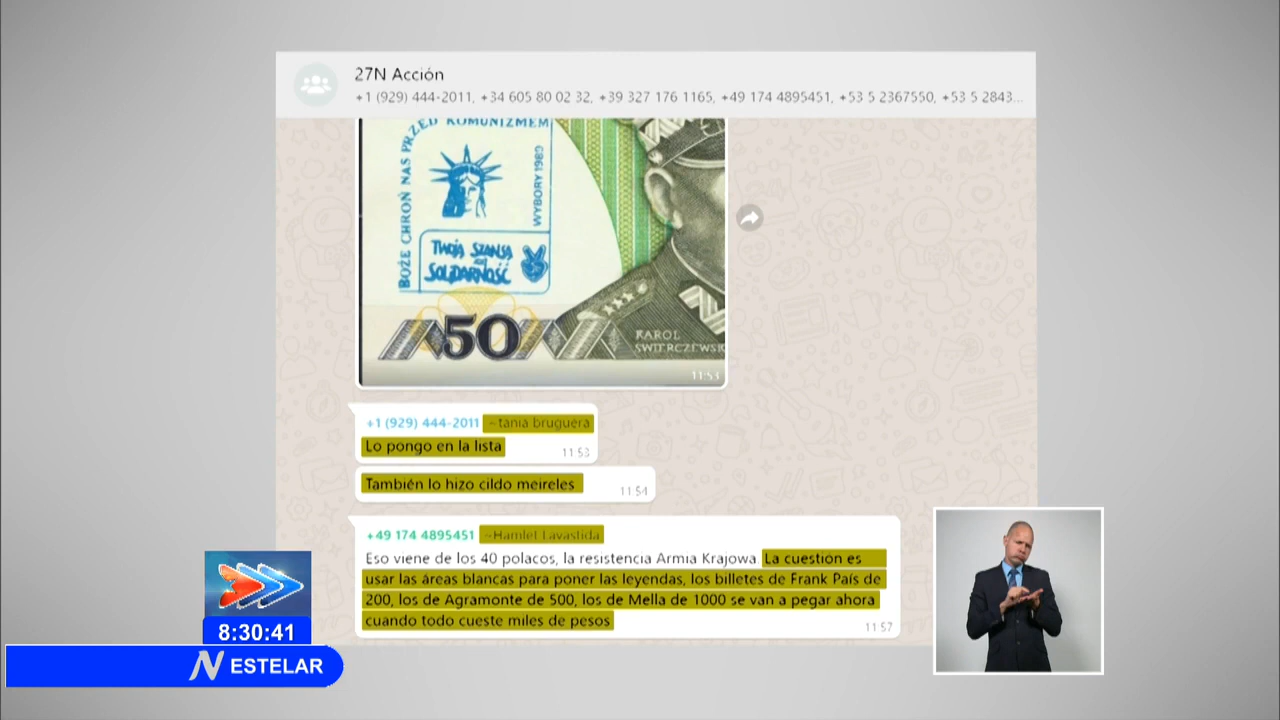 27N Acción
+1 (929) 444-2011, +34 605 80 02 32, +39 327 176 1165, +49 174 4895451, +53 5 2367550, +53 5 2843...
BOŻE CHROŃ NAS PRZED KOMUNIZMEM
WYBORY 1989
TWOJĄ SZANSĄ
SOLIDARNOŚĆ
50
KAROL
ŚWIERCZEWSK
11:53
+1 (929) 444-2011 ~tania bruguera
Lo pongo en la lista
11:53
También lo hizo cildo meireles
11:54
+49 174 4895451 ~Hamlet Lavastida
Eso viene de los 40 polacos, la resistencia Armia Krajowa La cuestión es
usar las áreas blancas para poner las leyendas, los billetes de Frank País de
200, los de Agramonte de 500, los de Mella de 1000 se van a pegar ahora
cuando todo cueste miles de pesos
11:57
8:30:41
N ESTELAR